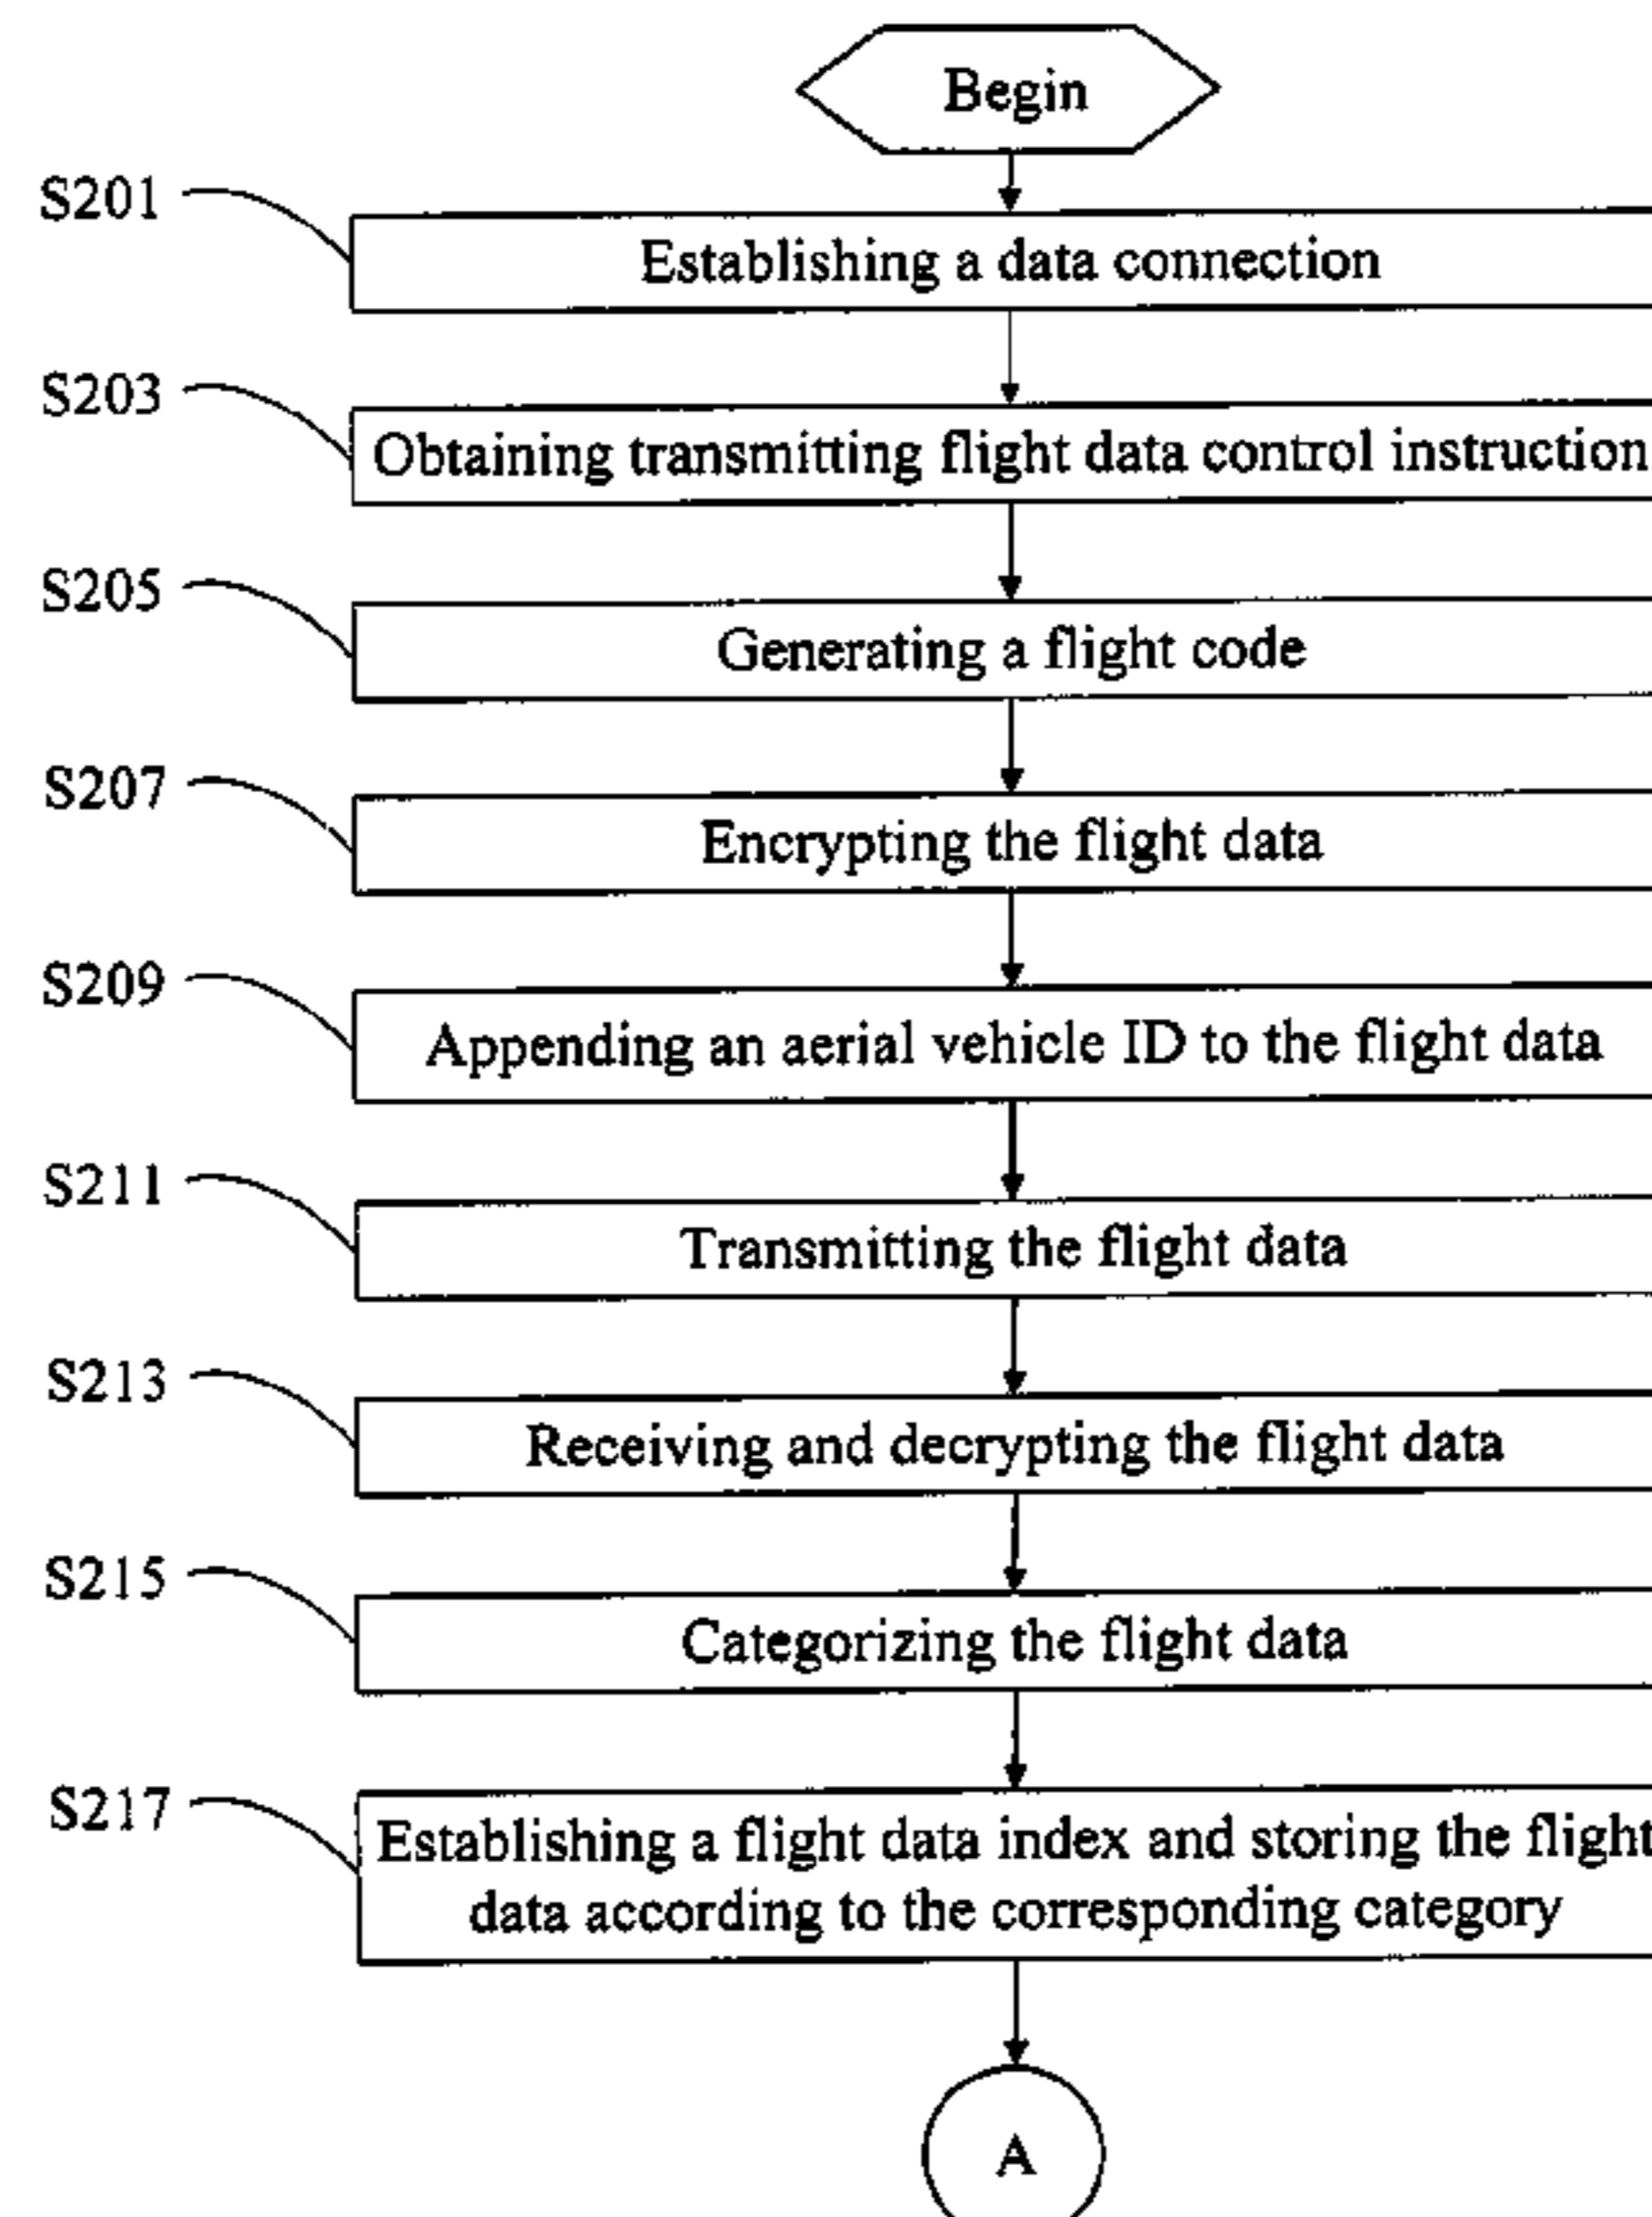 Begin
S201
Establishing a data connection
S203
Obtaining transmitting flight data control instruction
S205
Generating a flight code
S207
Encrypting the flight data
S209
Appending an aerial vehicle ID to the flight data
S211
Transmitting the flight data
S213
Receiving and decrypting the flight data
S215
Categorizing the flight data
S217
Establishing a flight data index and storing the flight
data according to the corresponding category
A